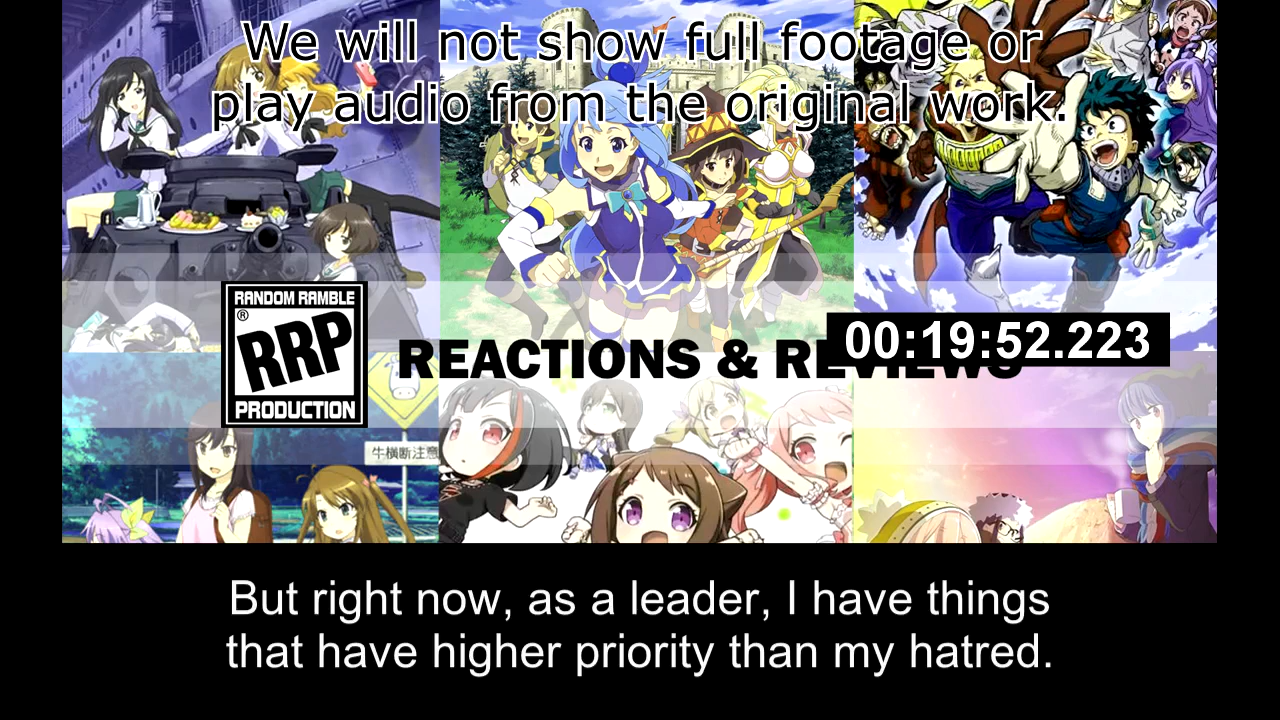 We will not show full footage or
play audio from the original work.
RANDOM RAMBLE
®
RRP
PRODUCTION
REACTIONS & REVIEWS
00:19:52.223
牛横断注意
But right now, as a leader, I have things
that have higher priority than my hatred.